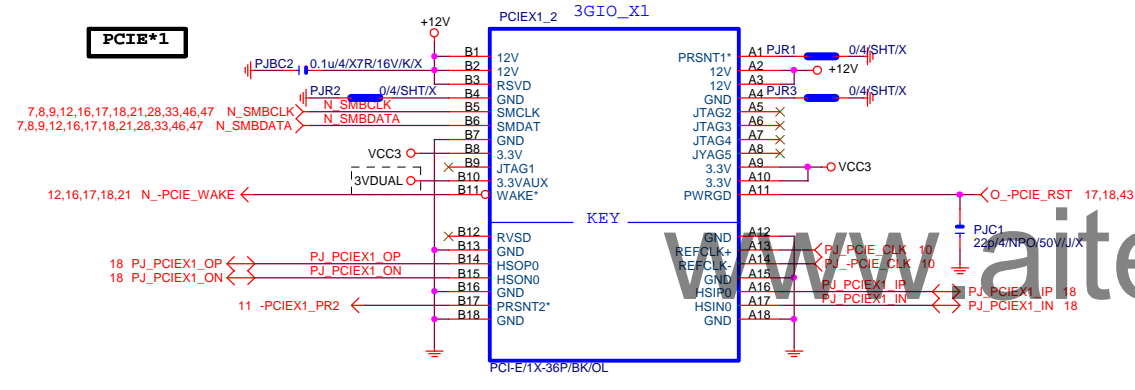 3GIO_X1
PCIEX1_2
+12V
PCIE*1
B1 12V PRSNT1* A1 PJR1 0/4/SHT/X
PJBC2 0.1u/4/X7R/16V/K/X B2 12V 12V A2 +12V
B3 RSVD 12V A3
PJR2 0/4/SHT/X B4 GND GND A4 PJR3 0/4/SHT/X
7,8,9,12,16,17,18,21,28,33,46,47 N_SMBCLK N_SMBCLK B5 SMCLK JTAG2 A5
7,8,9,12,16,17,18,21,28,33,46,47 N_SMBDATA N_SMBDATA B6 SMDAT JTAG3 A6
B7 GND JTAG4 A7
VCC3 B8 3.3V JYAG5 A8
B9 JTAG1 3.3V A9 VCC3
3VDUAL B10 3.3VAUX 3.3V A10
12,16,17,18,21 N_-PCIE_WAKE B11 WAKE* PWRGD A11 O_-PCIE_RST 17,18,43
KEY
B12 RVSD GND A12
PJC1
22p/4/NPO/50V/J/X
B13 GND REFCLK+ A13 PJ_PCIE_CLK 10
18 PJ_PCIEX1_OP PJ_PCIEX1_OP B14 HSOP0 REFCLK- A14 PJ_-PCIE_CLK 10
18 PJ_PCIEX1_ON PJ_PCIEX1_ON B15 HSON0 GND A15
B16 GND HSIP0 A16 PJ_PCIEX1_IP PJ_PCIEX1_IP 18
11 -PCIEX1_PR2 B17 PRSNT2* HSIN0 A17 PJ_PCIEX1_IN PJ_PCIEX1_IN 18
B18 GND GND A18
PCI-E/1X-36P/BK/OL
www.aite